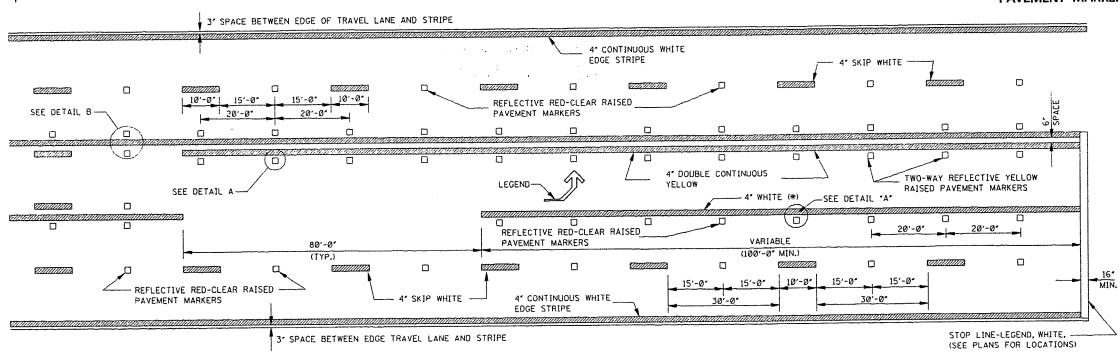 PAVEMENT MARKE
3" SPACE BETWEEN EDGE OF TRAVEL LANE AND STRIPE
4" CONTINUOUS WHITE
EDGE STRIPE
4" SKIP WHITE
10'-0" 15'-0" 15'-0" 10'-0"
20'-0" 20'-0"
REFLECTIVE RED-CLEAR RAISED
PAVEMENT MARKERS
SEE DETAIL B
6"
SPACE
SEE DETAIL A
LEGEND
4" DOUBLE CONTINUOUS
YELLOW
TWO-WAY REFLECTIVE YELLOW
RAISED PAVEMENT MARKERS
4" WHITE (*)
SEE DETAIL "A"
REFLECTIVE RED-CLEAR RAISED
PAVEMENT MARKERS
20'-0" 20'-0"
80'-0"
(TYP.)
VARIABLE
(100'-0" MIN.)
REFLECTIVE RED-CLEAR RAISED
PAVEMENT MARKERS
4" SKIP WHITE
4" CONTINUOUS WHITE
EDGE STRIPE
15'-0" 15'-0" 10'-0" 15'-0" 15'-0"
30'-0" 30'-0"
16"
MIN.
3" SPACE BETWEEN EDGE TRAVEL LANE AND STRIPE
STOP LINE-LEGEND, WHITE,
(SEE PLANS FOR LOCATIONS)